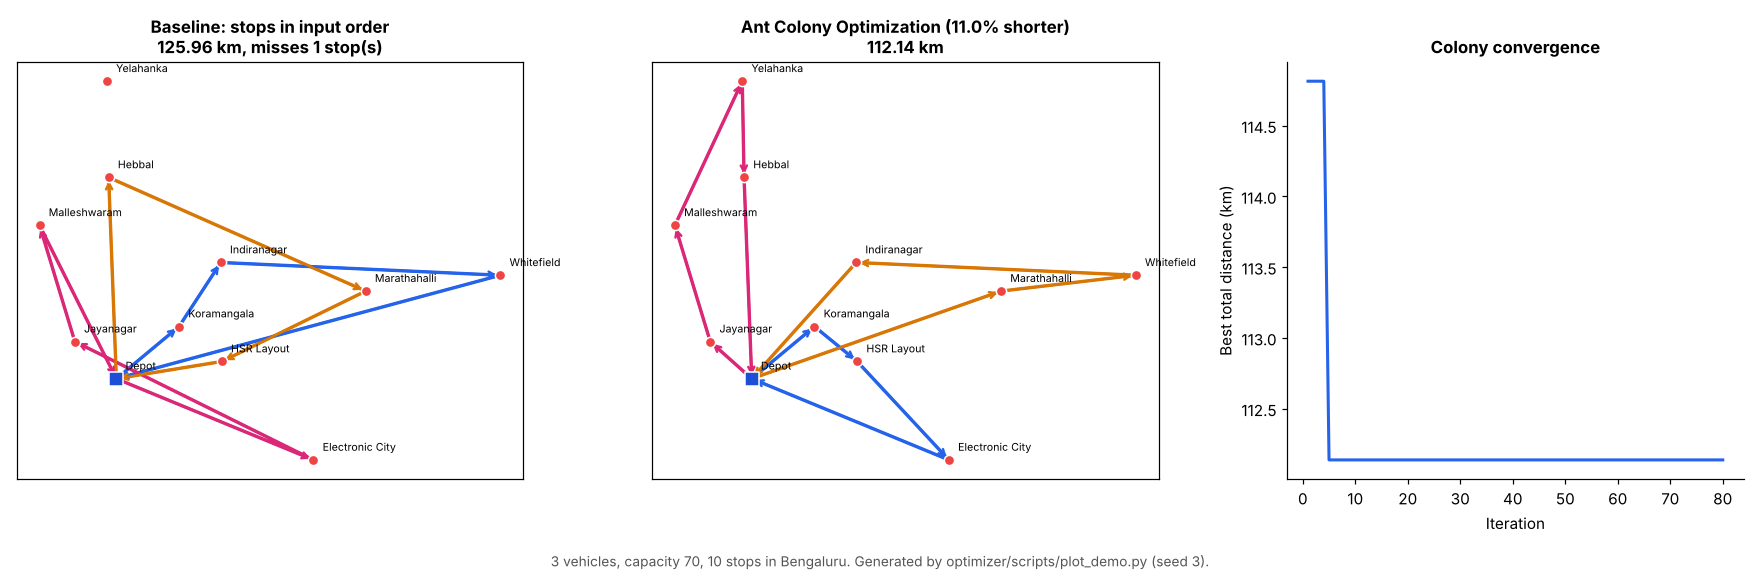 Baseline: stops in input order
125.96 km, misses 1 stop(s)
Yelahanka
Hebbal
Malleshwaram
Indiranagar
Whitefield
Marathahalli
Koramangala
Jayanagar
HSR Layout
Depot
Electronic City
Ant Colony Optimization (11.0% shorter)
112.14 km
Yelahanka
Hebbal
Malleshwaram
Indiranagar
Whitefield
Marathahalli
Koramangala
Jayanagar
HSR Layout
Depot
Electronic City
Colony convergence
Best total distance (km)
114.5
114.0
113.5
113.0
112.5
0 10 20 30 40 50 60 70 80
Iteration
3 vehicles, capacity 70, 10 stops in Bengaluru. Generated by optimizer/scripts/plot_demo.py (seed 3).